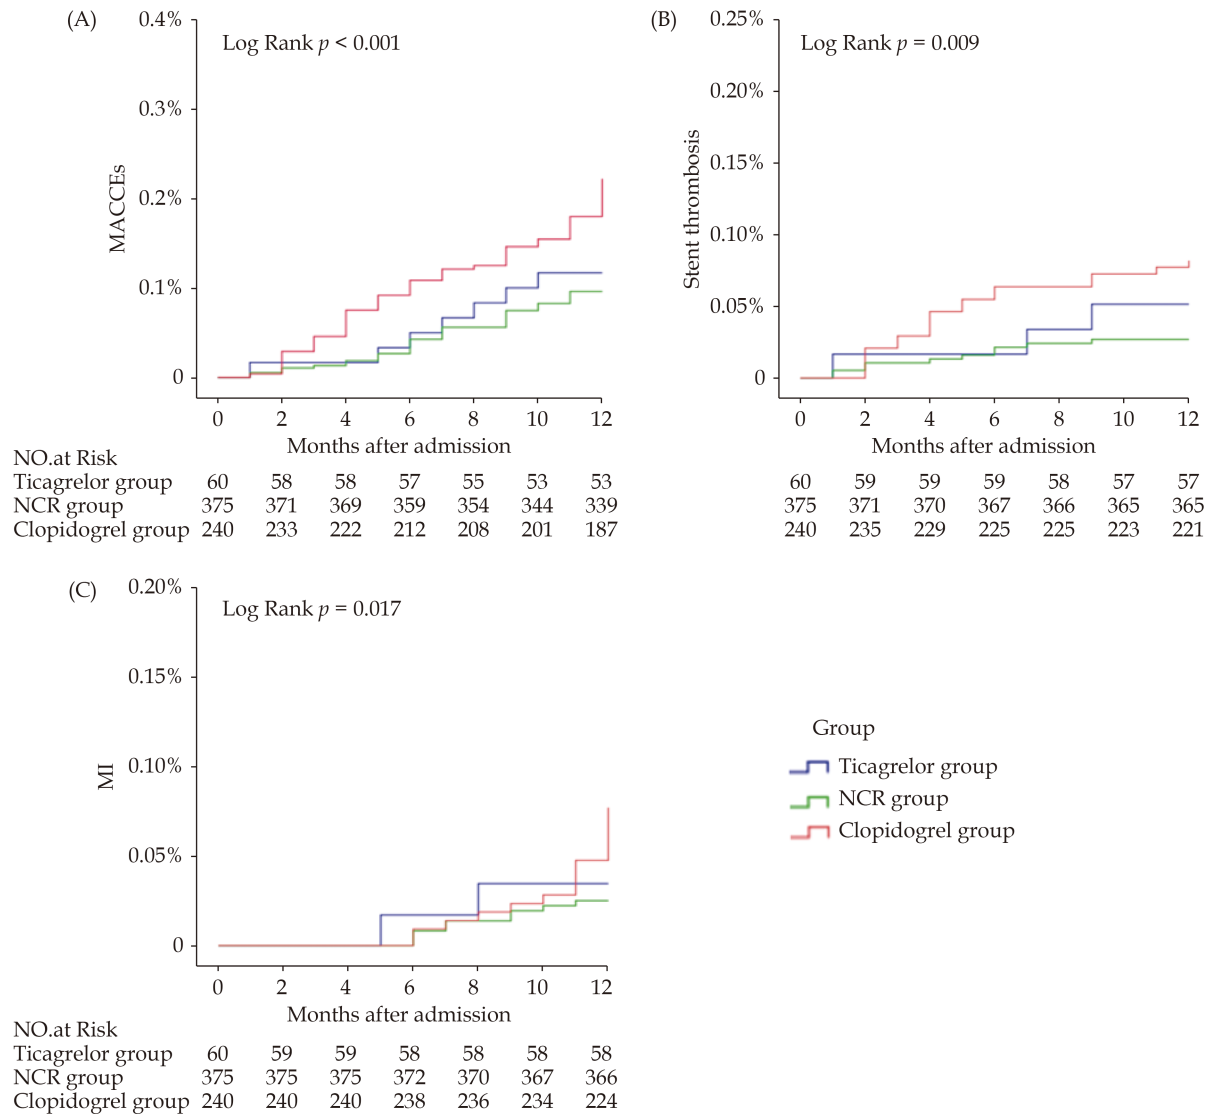 (A)
0.4%
0.3%
0.2%
0.1%
0
MACCEs
Log Rank p < 0.001
0 2 4 6 8 10 12
Months after admission
NO.at Risk
Ticagrelor group 60 58 58 57 55 53 53
NCR group 375 371 369 359 354 344 339
Clopidogrel group 240 233 222 212 208 201 187
(B)
0.25%
0.20%
0.15%
0.10%
0.05%
0
Stent thrombosis
Log Rank p = 0.009
0 2 4 6 8 10 12
Months after admission
60 59 59 59 58 57 57
375 371 370 367 366 365 365
240 235 229 225 225 223 221
(C)
0.20%
0.15%
0.10%
0.05%
0
MI
Log Rank p = 0.017
0 2 4 6 8 10 12
Months after admission
NO.at Risk
Ticagrelor group 60 59 59 58 58 58 58
NCR group 375 375 375 372 370 367 366
Clopidogrel group 240 240 240 238 236 234 224
Group
Ticagrelor group
NCR group
Clopidogrel group